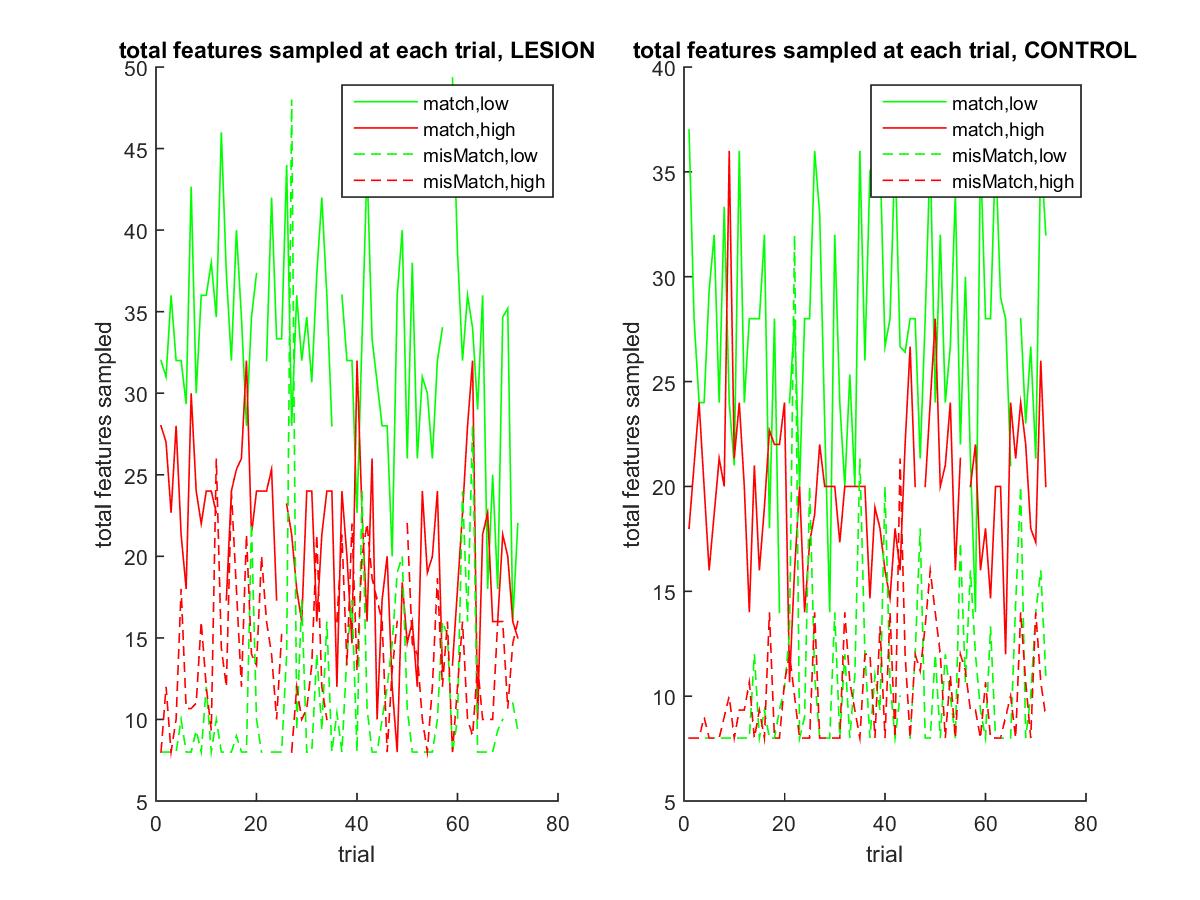 total features sampled at each trial, LESION
50
45
40
35
30
25
20
15
10
5
0
20
40
60
80
total features sampled
trial
match,low
match,high
misMatch,low
misMatch,high
total features sampled at each trial, CONTROL
40
35
30
25
20
15
10
5
0
20
40
60
80
total features sampled
trial
match,low
match,high
misMatch,low
misMatch,high